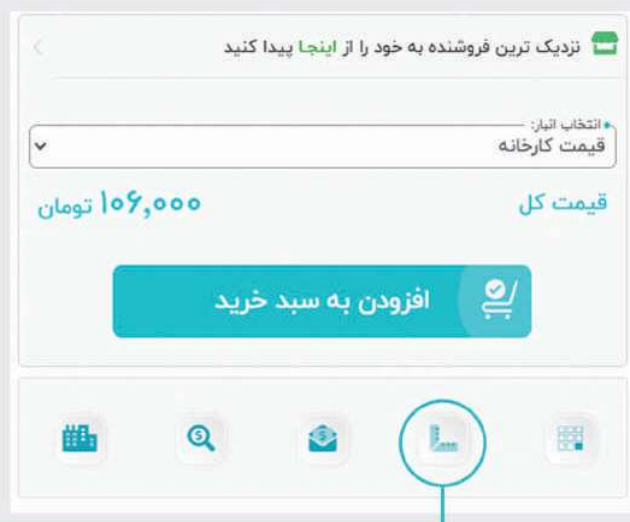 نزدیک ترین فروشنده به خود را از اینجا پیدا کنید
انتخاب انبار:
قیمت کارخانه
قیمت کل
۱۰۶,۰۰۰ تومان
افزودن به سبد خرید